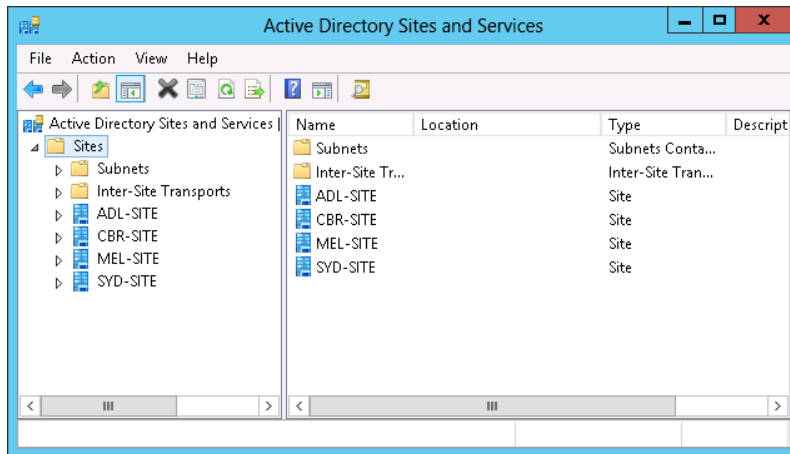 Active Directory Sites and Services
File Action View Help
Active Directory Sites and Services |
Sites
Subnets
Inter-Site Transports
ADL-SITE
CBR-SITE
MEL-SITE
SYD-SITE
Name Location Type Descript
Subnets Subnets Conta...
Inter-Site Tr... Inter-Site Tran...
ADL-SITE Site
CBR-SITE Site
MEL-SITE Site
SYD-SITE Site